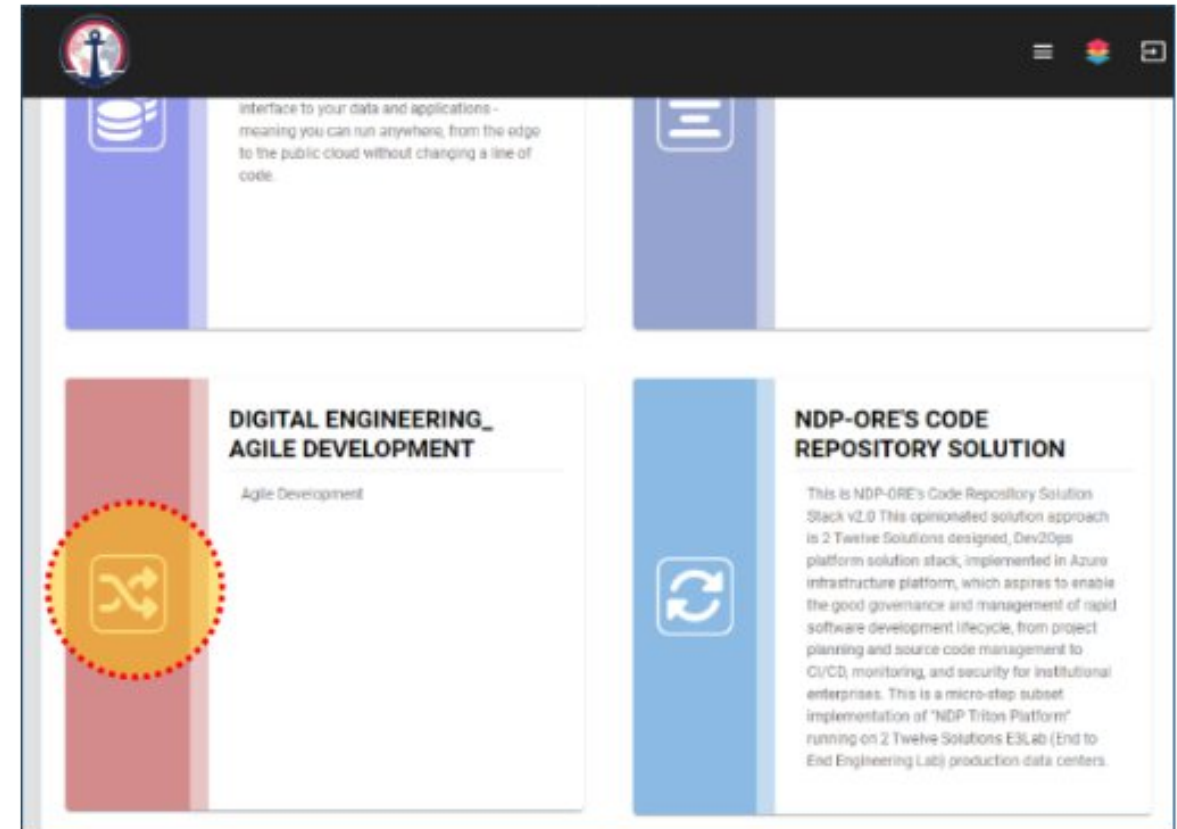 interface to your data and applications -
meaning you can run anywhere, from the edge
to the public cloud without changing a line of
code.
DIGITAL ENGINEERING_
AGILE DEVELOPMENT
Agile Development
NDP-ORE'S CODE
REPOSITORY SOLUTION
This is NDP-ORE's Code Repository Solution
Stack v2.0 This opinionated solution approach
is 2 Twelve Solutions designed, Dev2Ops
platform solution stack, implemented in Azure
infrastructure platform, which aspires to enable
the good governance and management of rapid
software development lifecycle, from project
planning and source code management to
CI/CD, monitoring, and security for institutional
enterprises. This is a micro-step subset
implementation of "NDP Triton Platform"
running on 2 Twelve Solutions E3Lab (End to
End Engineering Lab) production data centers.